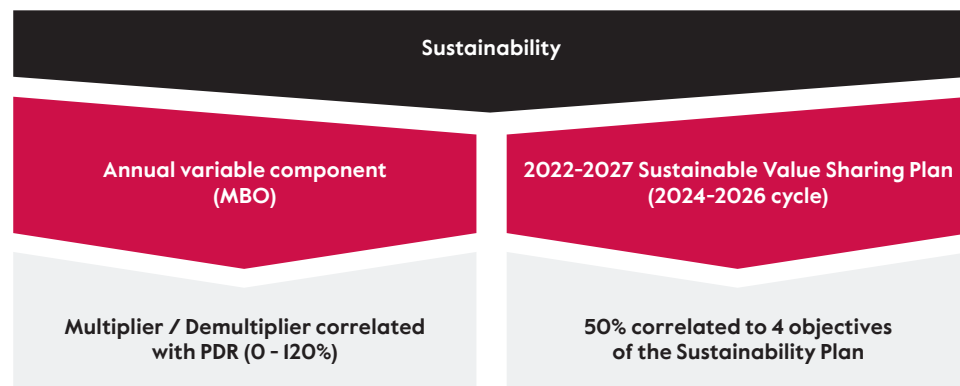 Sustainability
Annual variable component
(MBO)
2022-2027 Sustainable Value Sharing Plan
(2024-2026 cycle)
Multiplier / Demultiplier correlated
with PDR (0 - 120%)
50% correlated to 4 objectives
of the Sustainability Plan